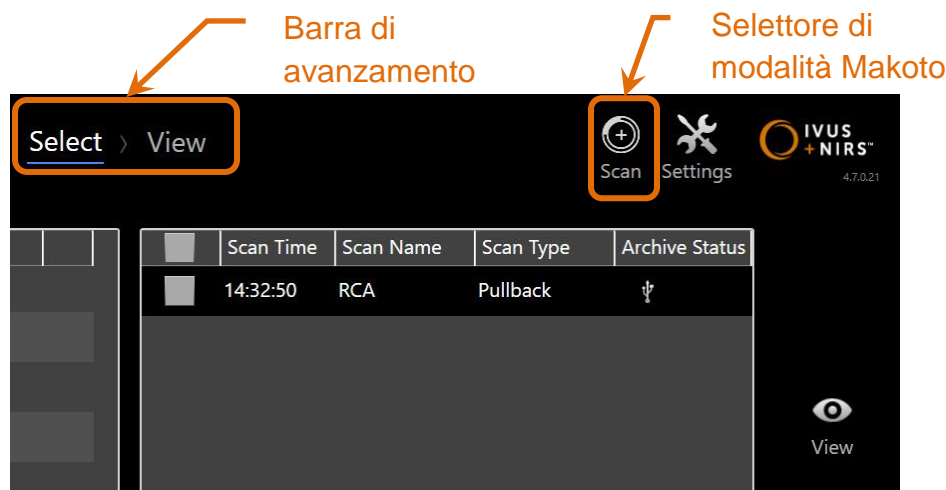 Barra di
avanzamento
Selettore di
modalità Makoto
Select › View
Scan
Settings
IVUS
+NIRS™
4.7.0.21
Scan Time Scan Name Scan Type Archive Status
14:32:50 RCA Pullback
View